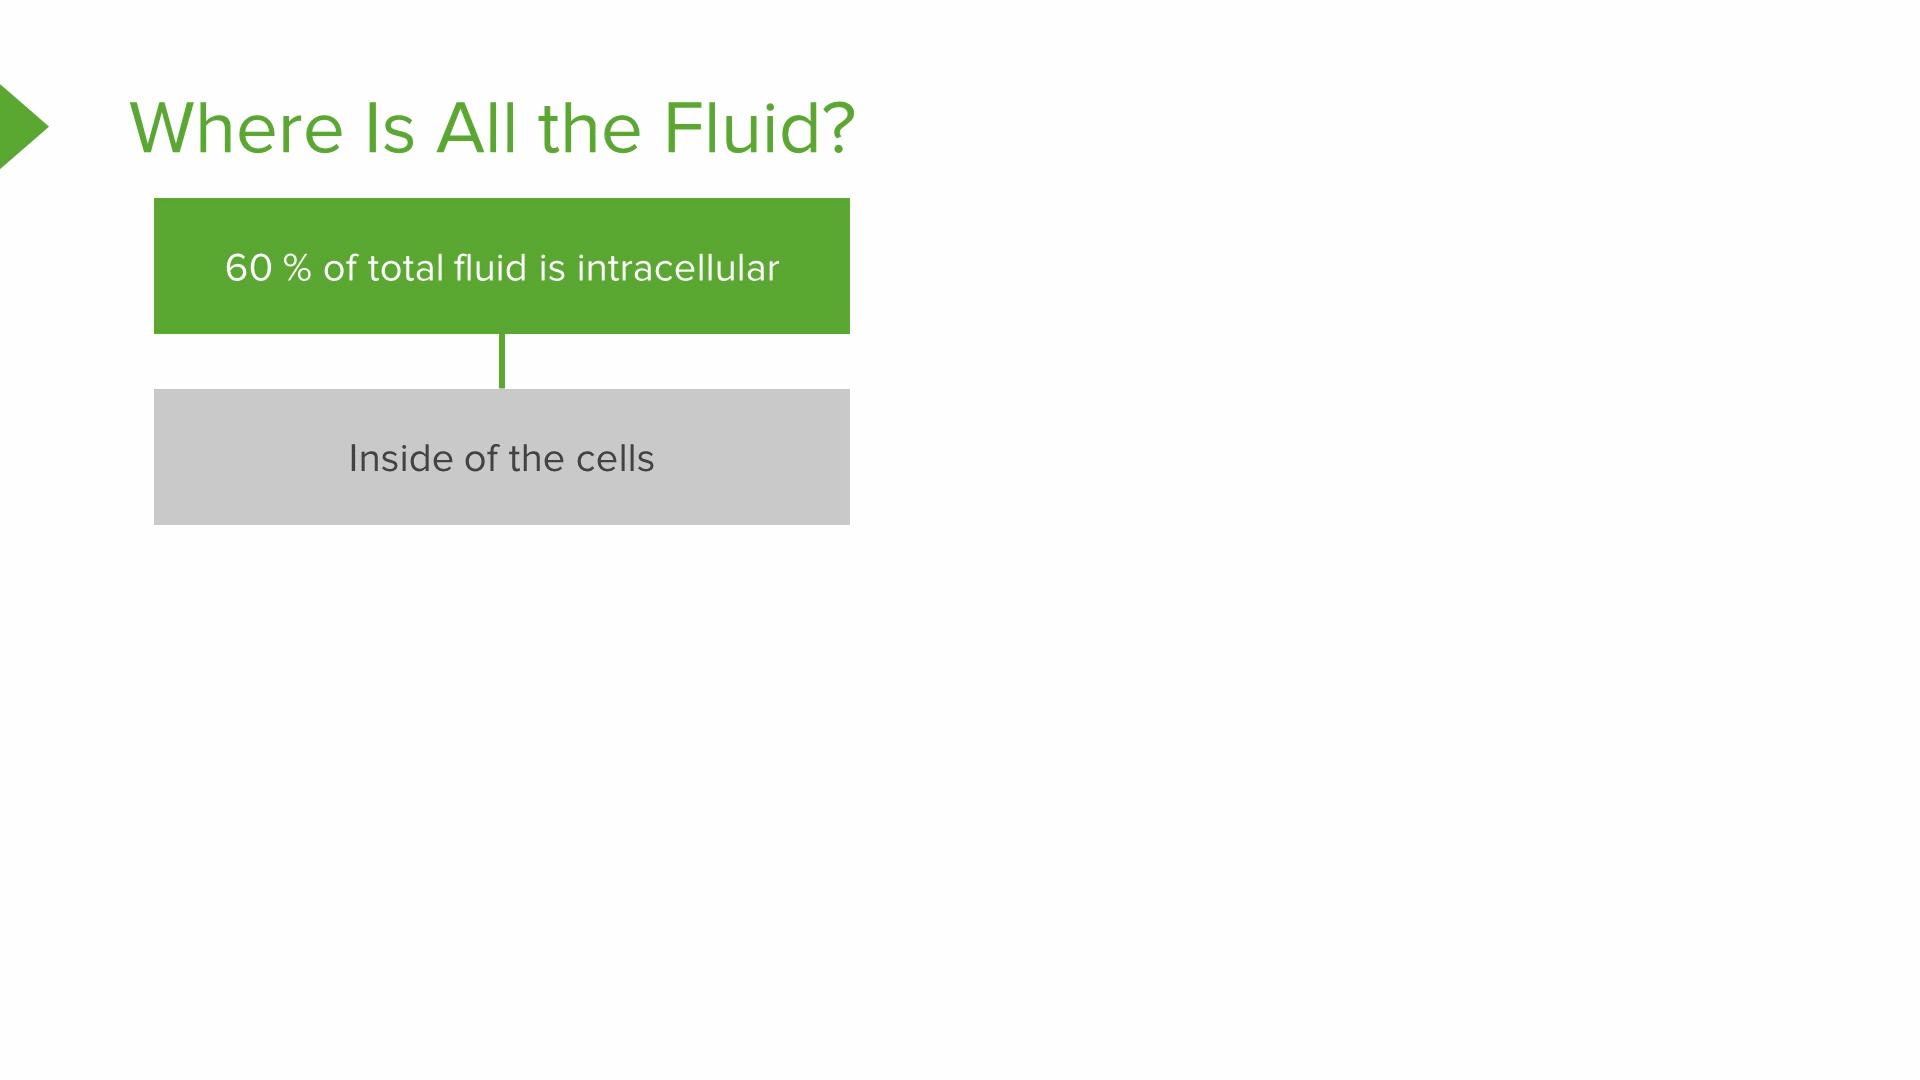 Where Is All the Fluid?
60 % of total fluid is intracellular
Inside of the cells